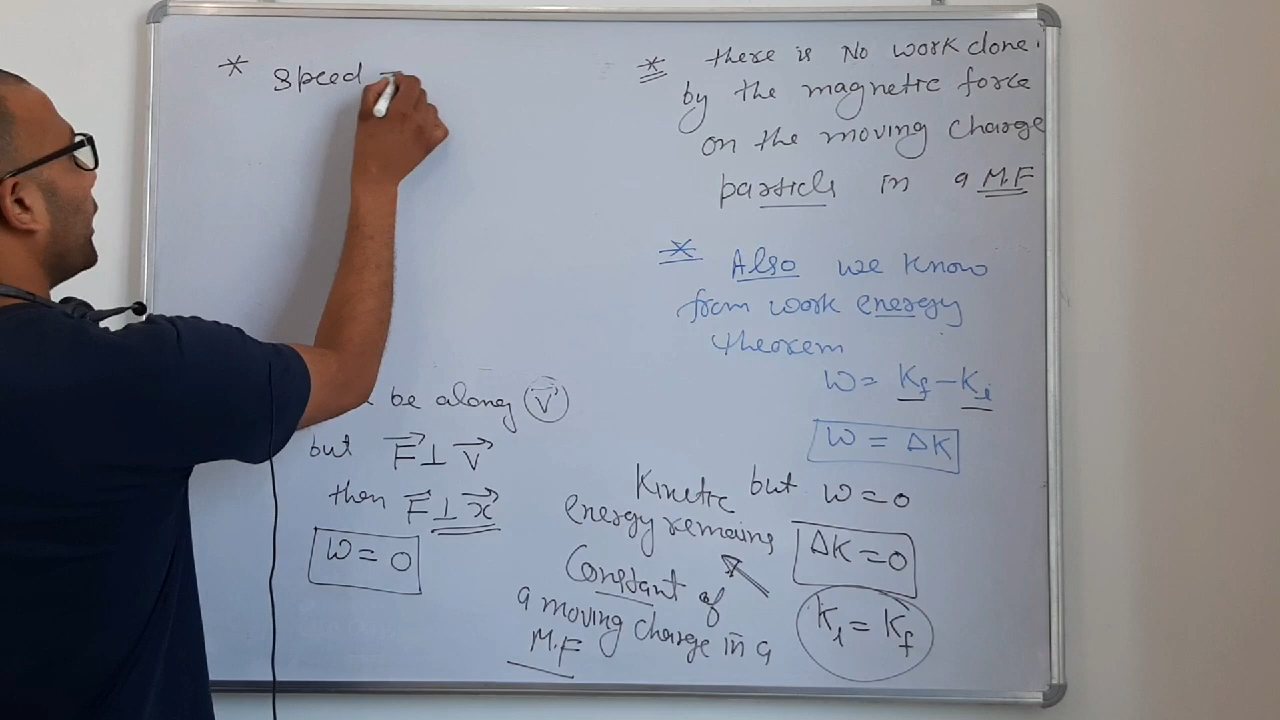 * Speed =
be along (v⃗)
but F⃗ ⊥ v⃗
then F⃗ ⊥ x⃗
W = 0
* there is No work done.
by the magnetic force
on the moving charge
particle in a M.F
* Also we know
from work energy
theorem
W = Kf - Ki
W = ΔK
but W = 0
ΔK = 0
Ki = Kf
Kinetic
energy remains
Constant of
a moving charge in a
M.F